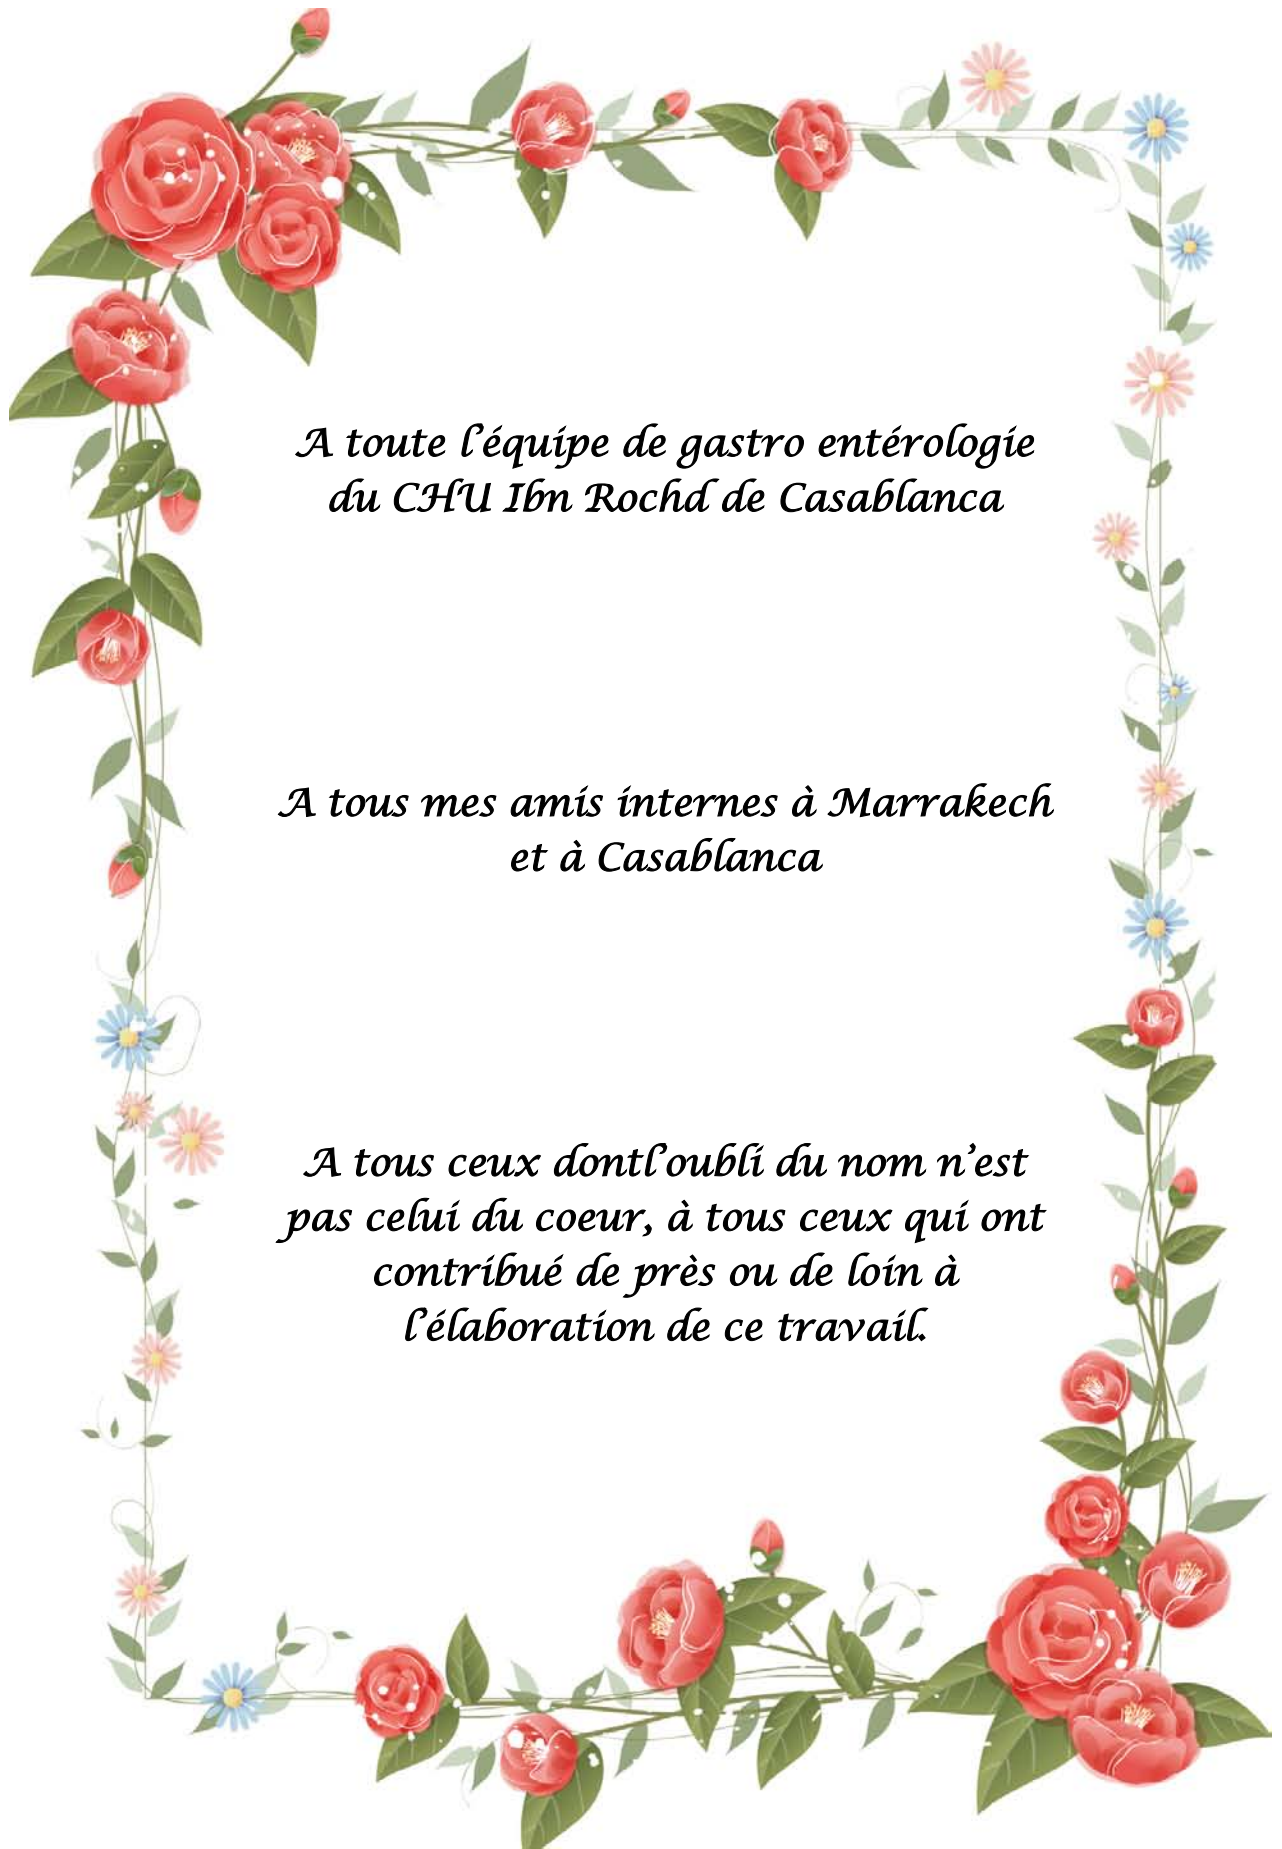 A toute l’équipe de gastro entérologie
du CHU Ibn Rochd de Casablanca
A tous mes amis internes à Marrakech
et à Casablanca
A tous ceux dontl’oubli du nom n’est
pas celui du coeur, à tous ceux qui ont
contribué de près ou de loin à
l’élaboration de ce travail.